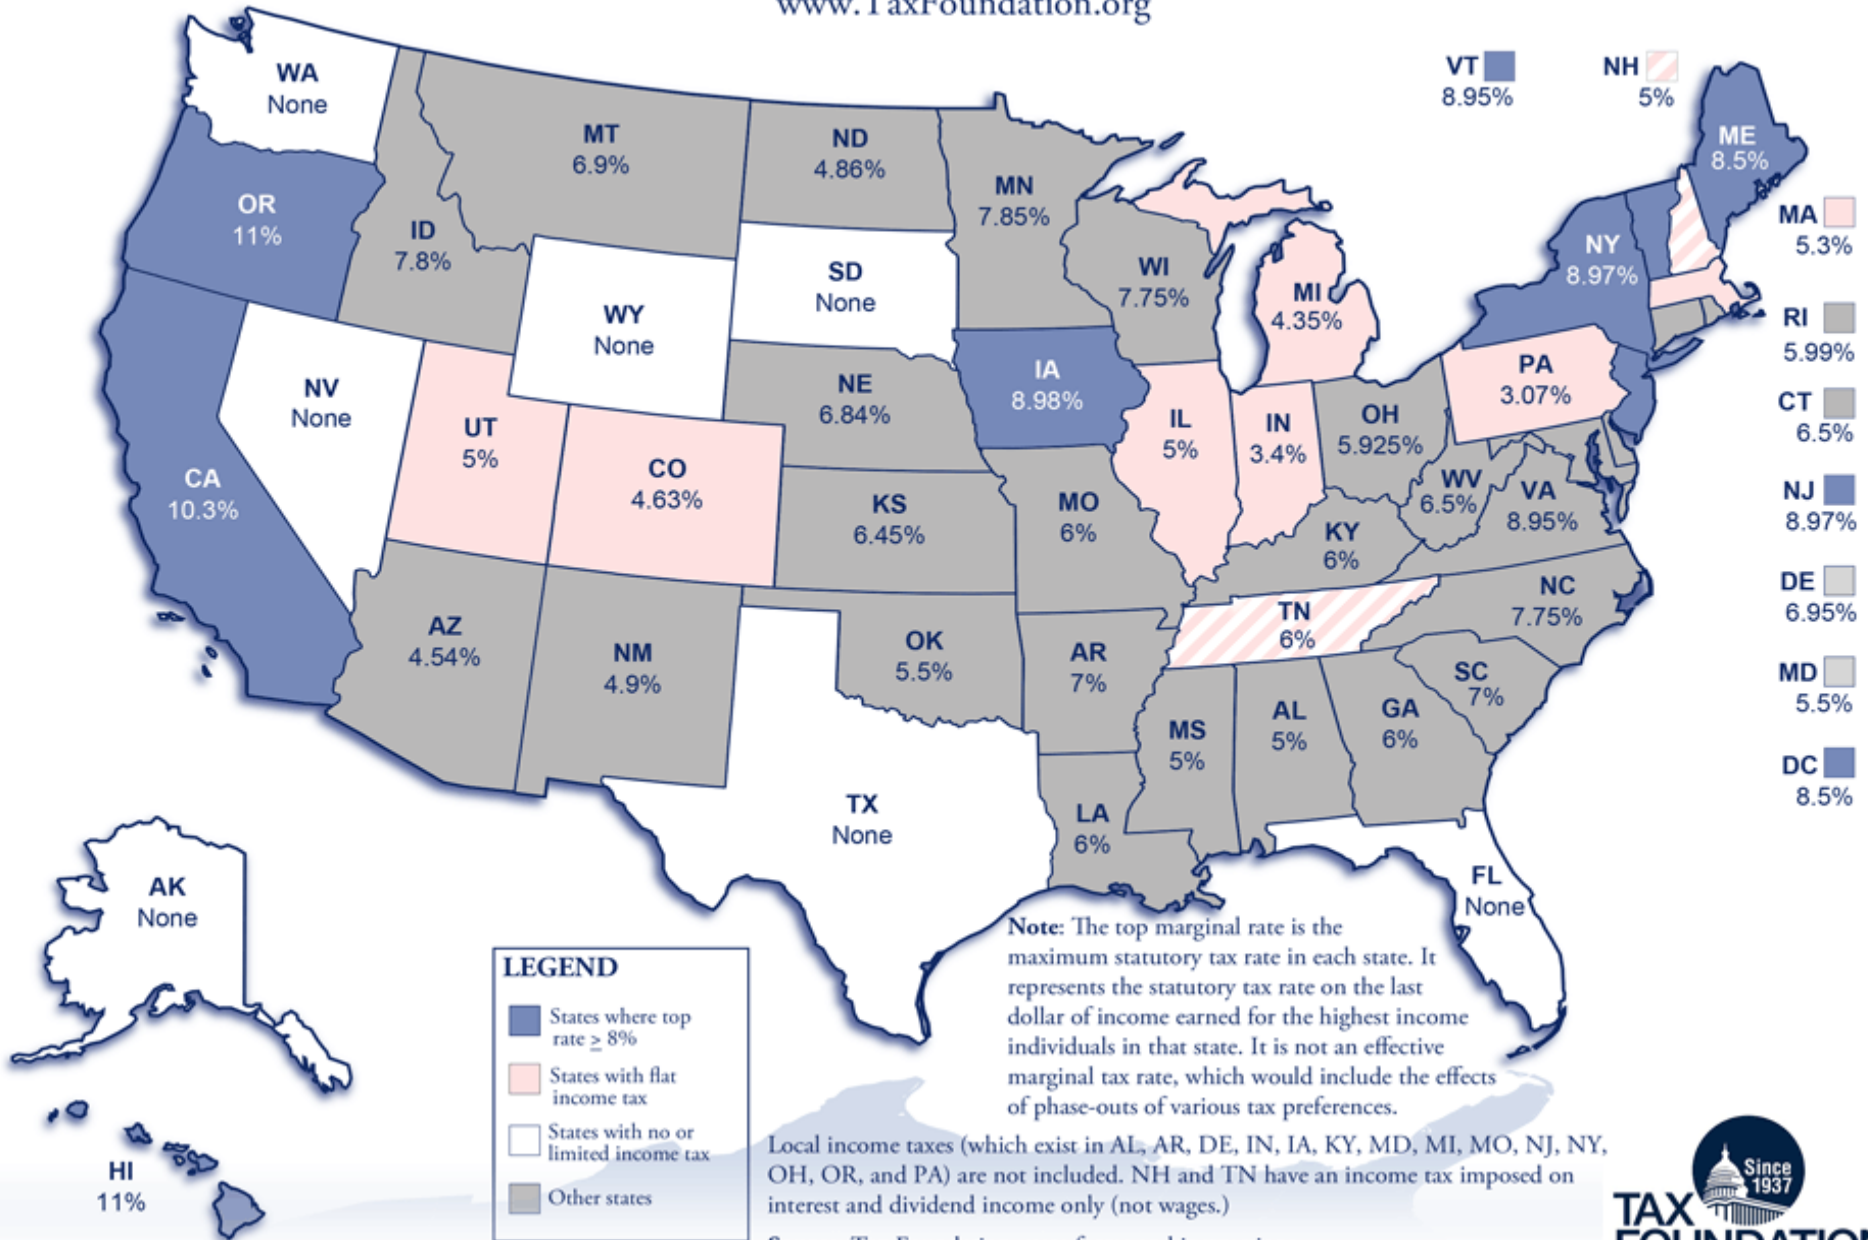 www.TaxFoundation.org
VT
8.95%
NH
5%
WA
None
MT
6.9%
ND
4.86%
MN
7.85%
ME
8.5%
OR
11%
ID
7.8%
WY
None
SD
None
WI
7.75%
MI
4.35%
NY
8.97%
MA
5.3%
RI
5.99%
CT
6.5%
NJ
8.97%
DE
6.95%
MD
5.5%
DC
8.5%
NV
None
UT
5%
CO
4.63%
NE
6.84%
IA
8.98%
IL
5%
IN
3.4%
OH
5.925%
PA
3.07%
CA
10.3%
KS
6.45%
MO
6%
KY
6%
WV
6.5%
VA
8.95%
AZ
4.54%
NM
4.9%
OK
5.5%
AR
7%
TN
6%
NC
7.75%
SC
7%
MS
5%
AL
5%
GA
6%
TX
None
LA
6%
FL
None
AK
None
HI
11%
LEGEND
States where top
rate ≥ 8%
States with flat
income tax
States with no or
limited income tax
Other states
Note: The top marginal rate is the
maximum statutory tax rate in each state. It
represents the statutory tax rate on the last
dollar of income earned for the highest income
individuals in that state. It is not an effective
marginal tax rate, which would include the effects
of phase-outs of various tax preferences.
Local income taxes (which exist in AL, AR, DE, IN, IA, KY, MD, MI, MO, NJ, NY,
OH, OR, and PA) are not included. NH and TN have an income tax imposed on
interest and dividend income only (not wages.)
Since
1937
TAX
FOUNDATION